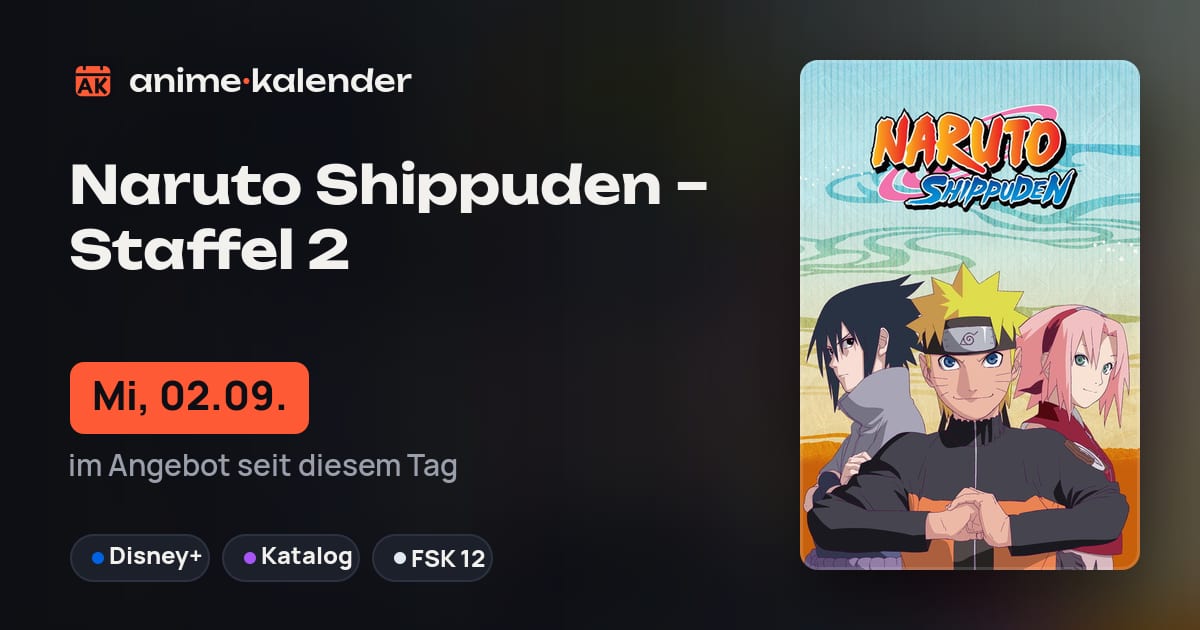 AK
anime·kalender
Naruto Shippuden –
Staffel 2
Mi, 02.09.
im Angebot seit diesem Tag
Disney+
Katalog
FSK 12
NARUTO
SHIPPUDEN